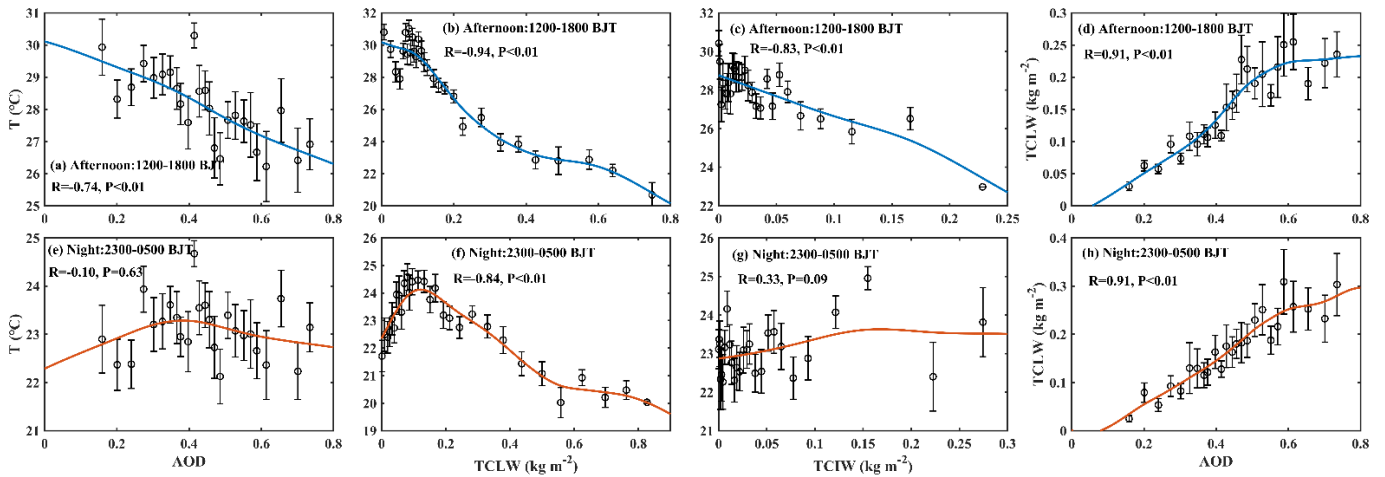 T (°C)
31
30
29
28
27
26
25
(a) Afternoon:1200-1800 BJT
R=-0.74, P<0.01
0 0.2 0.4 0.6 0.8
32
30
28
26
24
22
20
(b) Afternoon:1200-1800 BJT
R=-0.94, P<0.01
0 0.2 0.4 0.6 0.8
32
30
28
26
24
22
(c) Afternoon:1200-1800 BJT
R=-0.83, P<0.01
0 0.05 0.1 0.15 0.2 0.25
TCLW (kg m⁻²)
0.3
0.25
0.2
0.15
0.1
0.05
0
(d) Afternoon:1200-1800 BJT
R=0.91, P<0.01
0 0.2 0.4 0.6 0.8
T (°C)
25
24
23
22
21
(e) Night:2300-0500 BJT
R=-0.10, P=0.63
0 0.2 0.4 0.6 0.8
AOD
26
25
24
23
22
21
20
19
(f) Night:2300-0500 BJT
R=-0.84, P<0.01
0 0.2 0.4 0.6 0.8
TCLW (kg m⁻²)
26
25
24
23
22
21
(g) Night:2300-0500 BJT
R=0.33, P=0.09
0 0.05 0.1 0.15 0.2 0.25 0.3
TCIW (kg m⁻²)
TCLW (kg m⁻²)
0.4
0.3
0.2
0.1
0
(h) Night:2300-0500 BJT
R=0.91, P<0.01
0 0.2 0.4 0.6 0.8
AOD